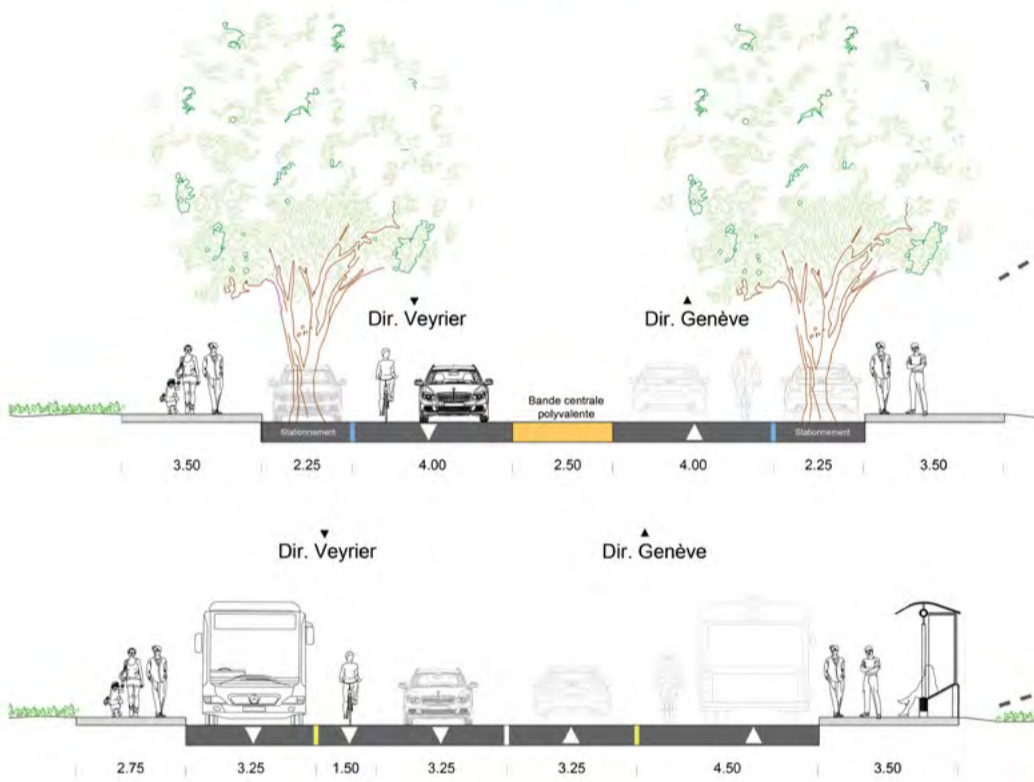 Dir. Veyrier
Dir. Genève
Bande centrale
polyvalente
Stationnement
Stationnement
3.50
2.25
4.00
2.50
4.00
2.25
3.50
Dir. Veyrier
Dir. Genève
2.75
3.25
1.50
3.25
3.25
4.50
3.50